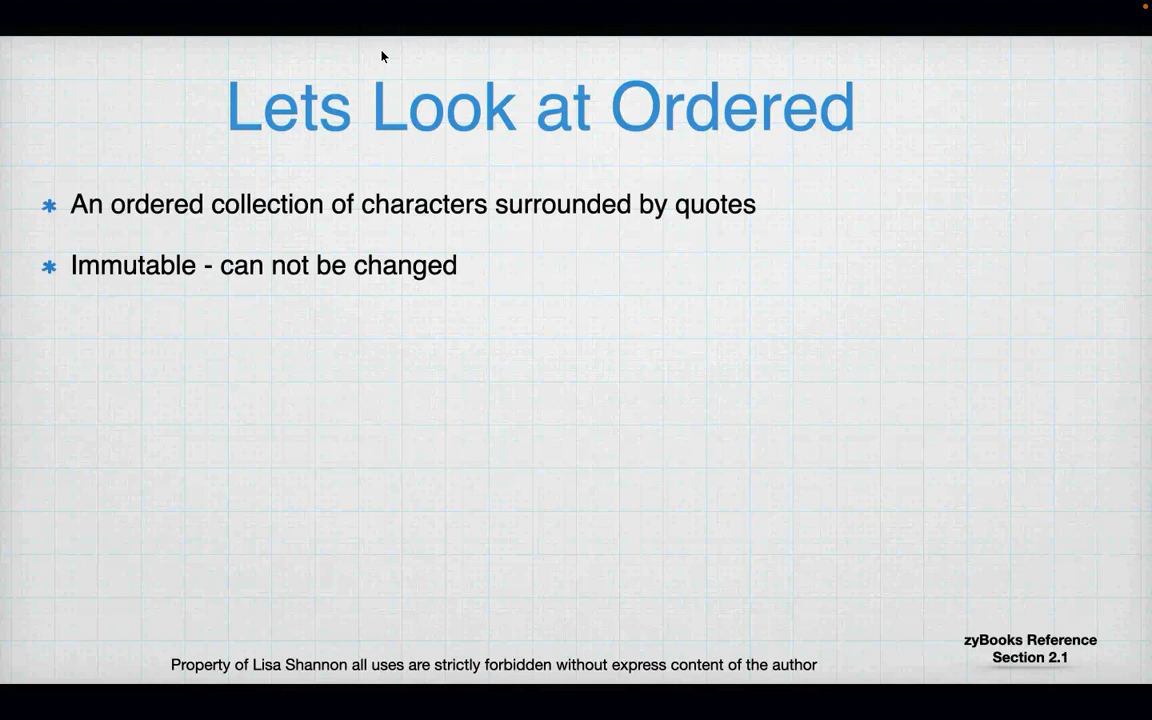 Lets Look at Ordered
* An ordered collection of characters surrounded by quotes
* Immutable - can not be changed
zyBooks Reference
Section 2.1
Property of Lisa Shannon all uses are strictly forbidden without express content of the author